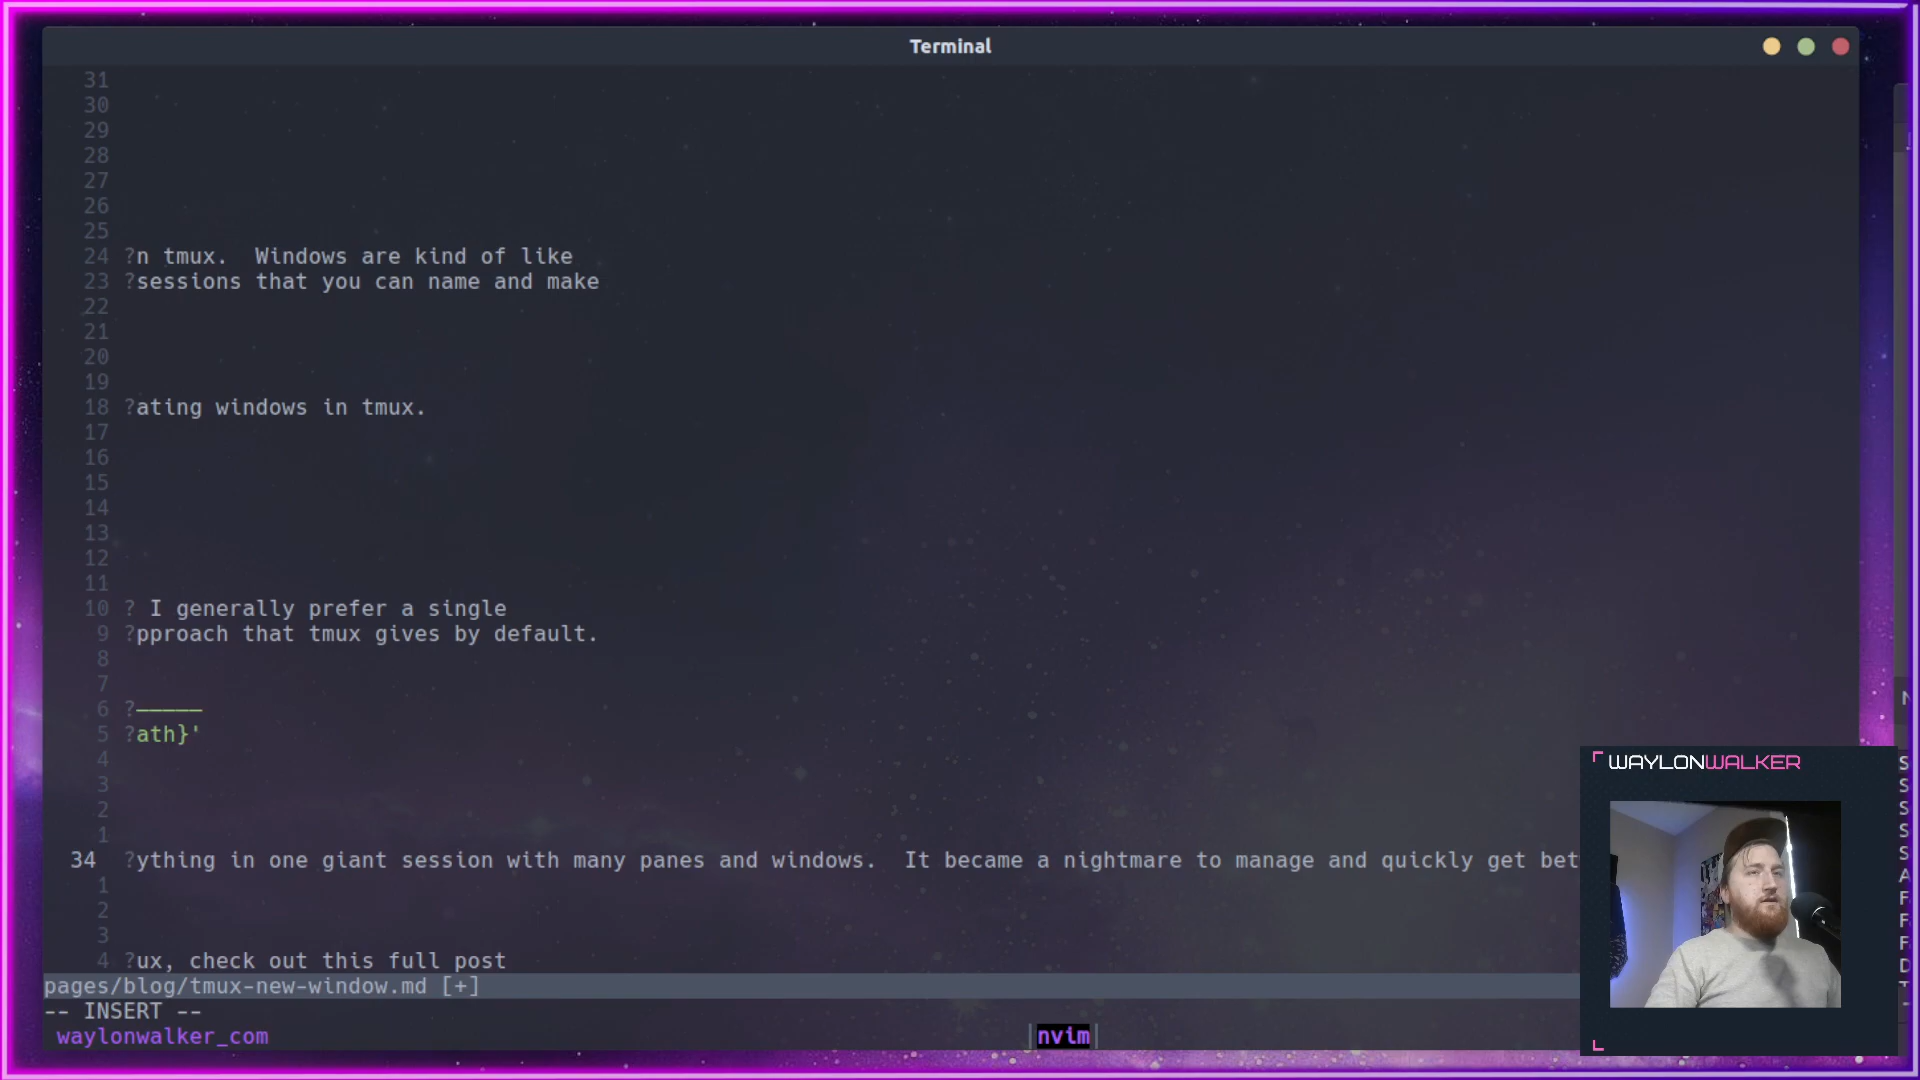 Terminal
31
30
29
28
27
26
25
24 ?n tmux.  Windows are kind of like
23 ?sessions that you can name and make
22
21
20
19
18 ?ating windows in tmux.
17
16
15
14
13
12
11
10 ? I generally prefer a single
9 ?pproach that tmux gives by default.
8
7
6 ?—————
5 ?ath}'
4
3
2
1
34 ?ything in one giant session with many panes and windows.  It became a nightmare to manage and quickly get bet
1
2
3
4 ?ux, check out this full post
pages/blog/tmux-new-window.md [+]
-- INSERT --
waylonwalker_com |nvim|
WAYLONWALKER
S
S
S
S
S
A
F
F
F
D